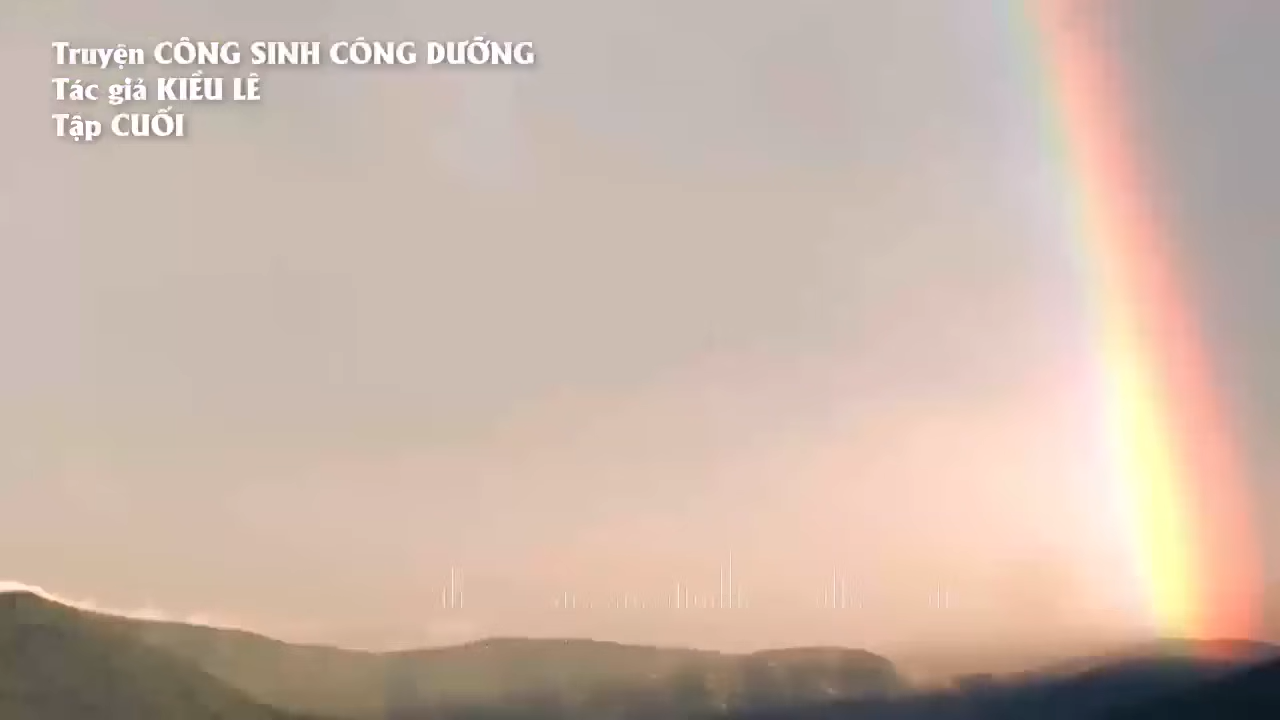 Truyện CÔNG SINH CÔNG DƯỠNG
Tác giả KIỀU LÊ
Tập CUỐI